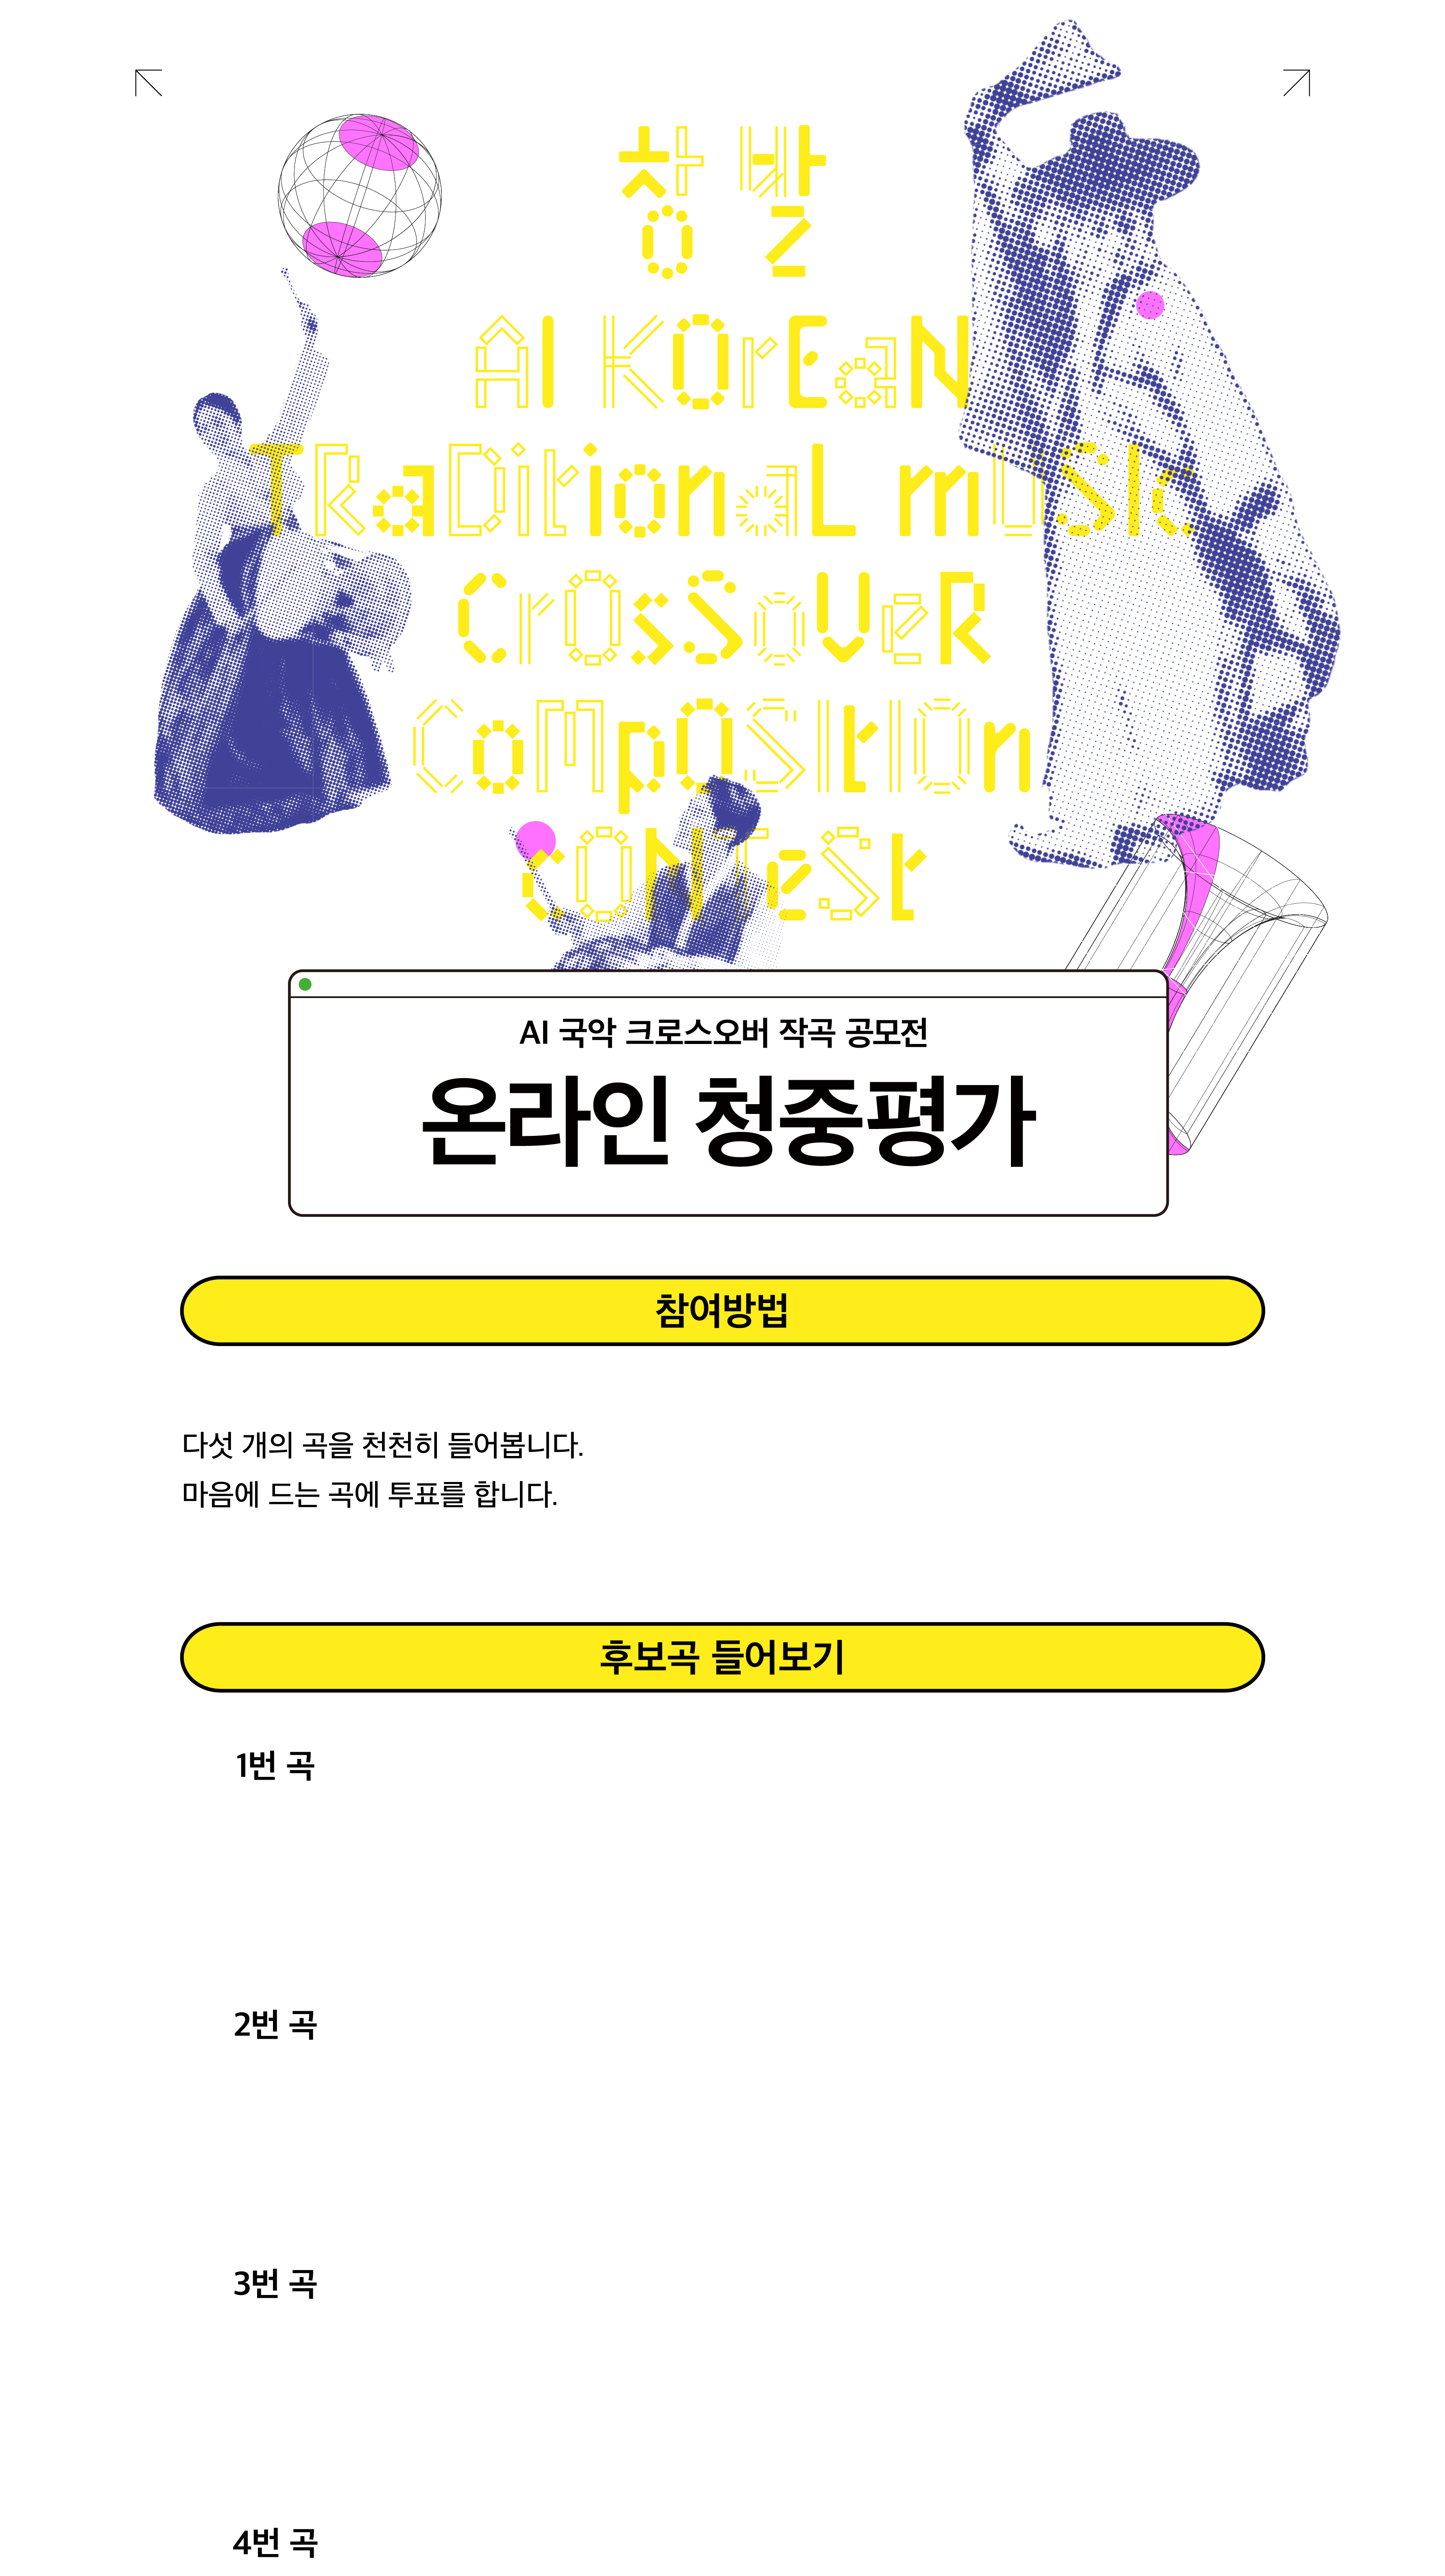 창 발
AI KOrEaN
TRaDitionaL mUSIc
CrOsSoVeR
CoMpOSItIOn
CONTeSt
AI 국악 크로스오버 작곡 공모전
온라인 청중평가
참여방법
다섯 개의 곡을 천천히 들어봅니다.
마음에 드는 곡에 투표를 합니다.
후보곡 들어보기
1번 곡
2번 곡
3번 곡
4번 곡